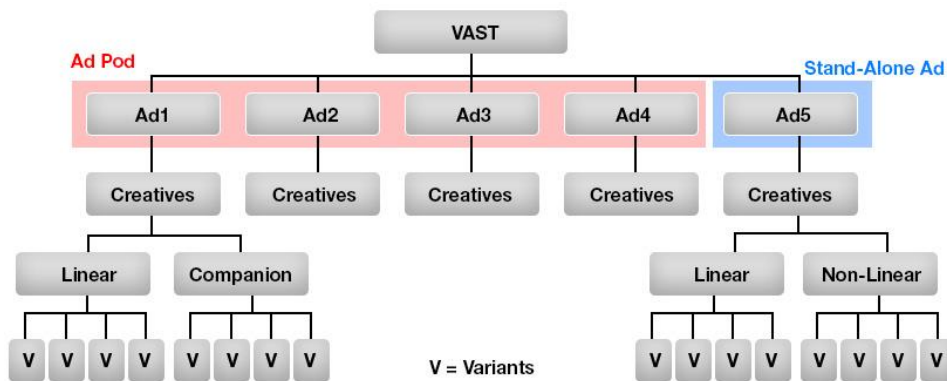 VAST
Ad Pod
Stand-Alone Ad
Ad1 Ad2 Ad3 Ad4 Ad5
Creatives Creatives Creatives Creatives Creatives
Linear Companion Linear Non-Linear
V V V V V V V V V V V V V V V V
V = Variants